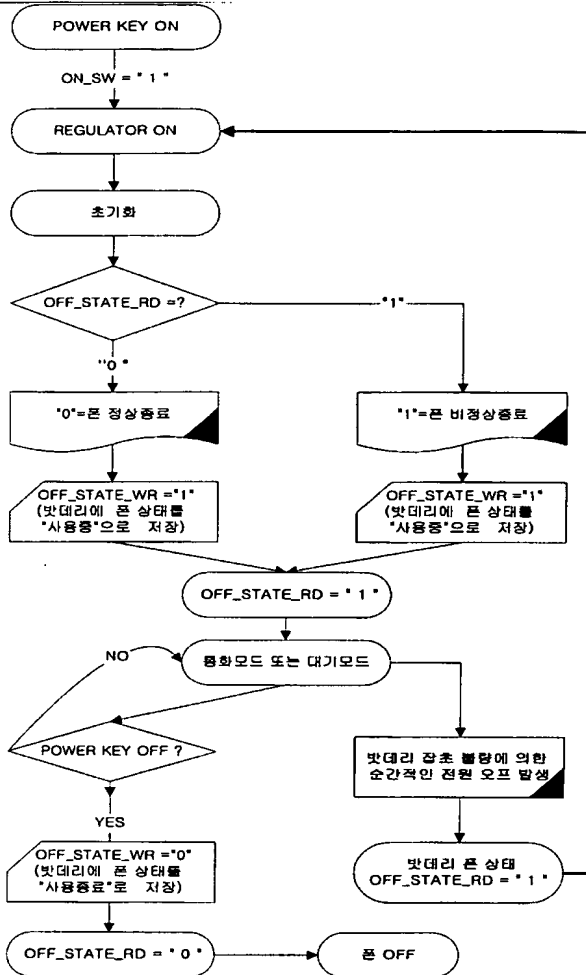 POWER KEY ON
ON_SW = " 1 "
REGULATOR ON
초기화
OFF_STATE_RD =?
"1"
"0 "
"0"=폰 정상종료
"1"=폰 비정상종료
OFF_STATE_WR ="1"
(밧데리에 폰 상태를
"사용중"으로 저장)
OFF_STATE_WR ="1"
(밧데리에 폰 상태를
"사용중"으로 저장)
OFF_STATE_RD = " 1 "
통화모드 또는 대기모드
NO
POWER KEY OFF ?
밧데리 접촉 불량에 의한
순간적인 전원 오프 발생
YES
OFF_STATE_WR ="0"
(밧데리에 폰 상태를
"사용종료"로 저장)
밧데리 폰 상태
OFF_STATE_RD = " 1 "
OFF_STATE_RD = " 0 "
폰 OFF